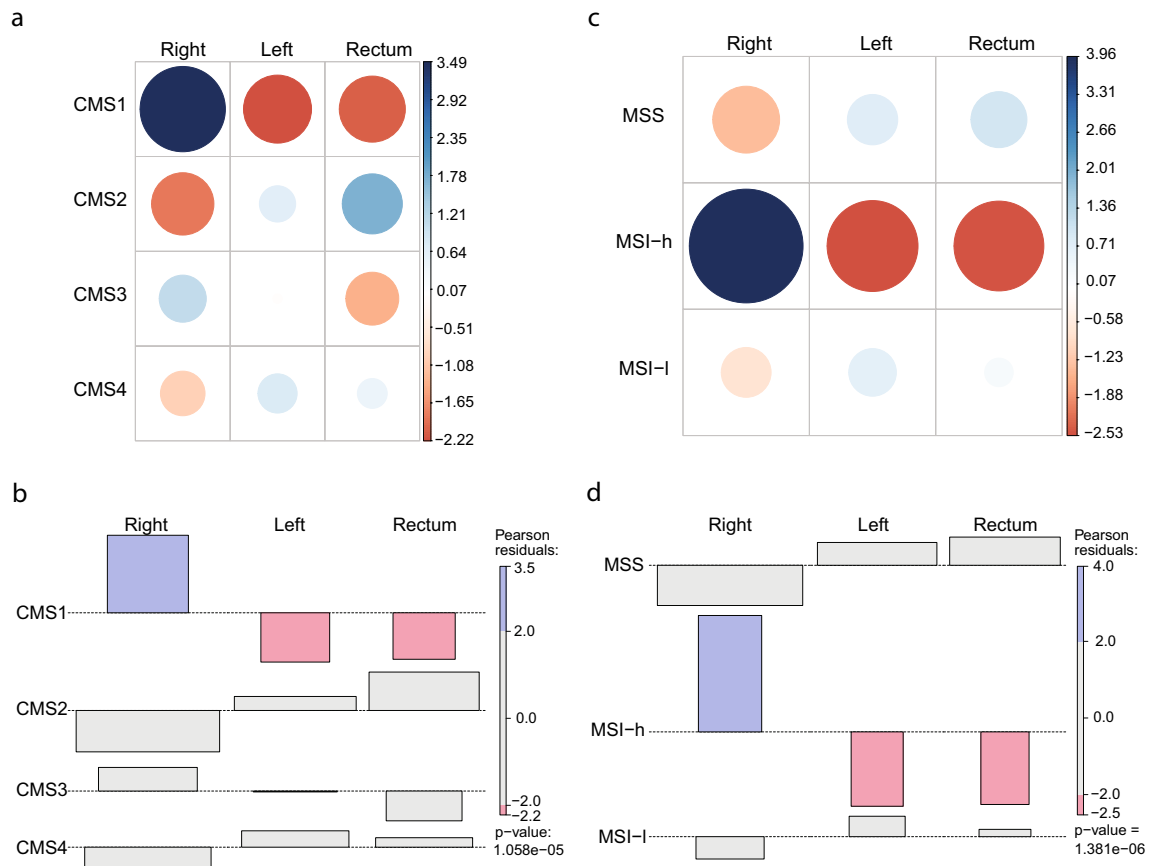 a
Right Left Rectum
CMS1
CMS2
CMS3
CMS4
3.49
2.92
2.35
1.78
1.21
0.64
0.07
−0.51
−1.08
−1.65
−2.22
c
Right Left Rectum
MSS
MSI−h
MSI−l
3.96
3.31
2.66
2.01
1.36
0.71
0.07
−0.58
−1.23
−1.88
−2.53
b
Right Left Rectum
CMS1
CMS2
CMS3
CMS4
Pearson
residuals:
3.5
2.0
0.0
−2.0
−2.2
p−value:
1.058e−05
d
Right Left Rectum
MSS
MSI−h
MSI−l
Pearson
residuals:
4.0
2.0
0.0
−2.0
−2.5
p−value =
1.381e−06